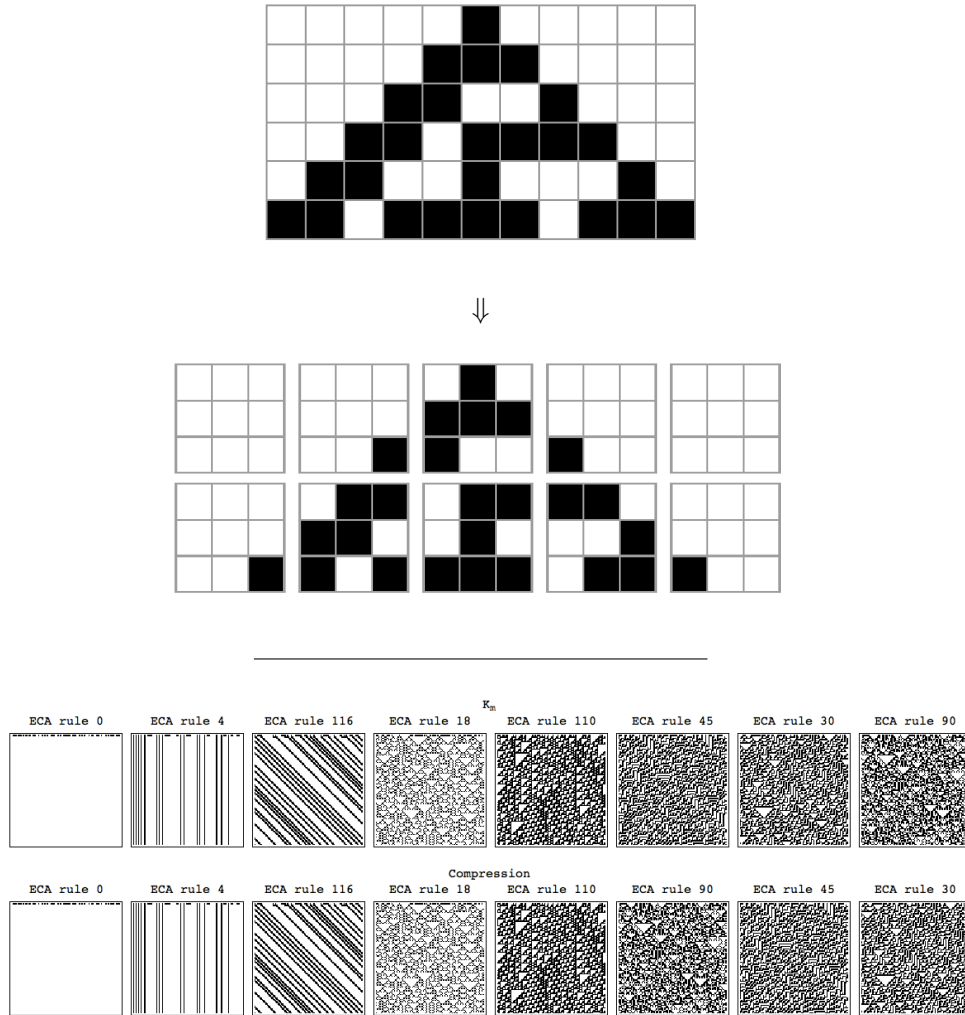 ⇓
K_m
ECA rule 0 ECA rule 4 ECA rule 116 ECA rule 18 ECA rule 110 ECA rule 45 ECA rule 30 ECA rule 90
Compression
ECA rule 0 ECA rule 4 ECA rule 116 ECA rule 18 ECA rule 110 ECA rule 90 ECA rule 45 ECA rule 30